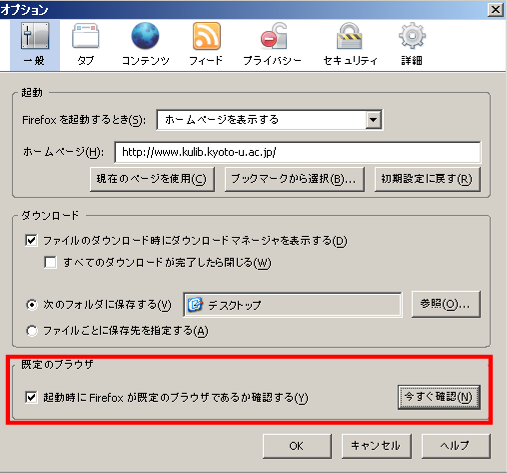 オプション
一般 タブ コンテンツ フィード プライバシー セキュリティ 詳細
起動
Firefox を起動するとき(S): ホームページを表示する
ホームページ(H): http://www.kulib.kyoto-u.ac.jp/
現在のページを使用(C) ブックマークから選択(B)... 初期設定に戻す(R)
ダウンロード
ファイルのダウンロード時にダウンロードマネージャを表示する(D)
すべてのダウンロードが完了したら閉じる(W)
次のフォルダに保存する(V) デスクトップ 参照(O)...
ファイルごとに保存先を指定する(A)
既定のブラウザ
起動時に Firefox が既定のブラウザであるか確認する(Y) 今すぐ確認(N)
OK キャンセル ヘルプ